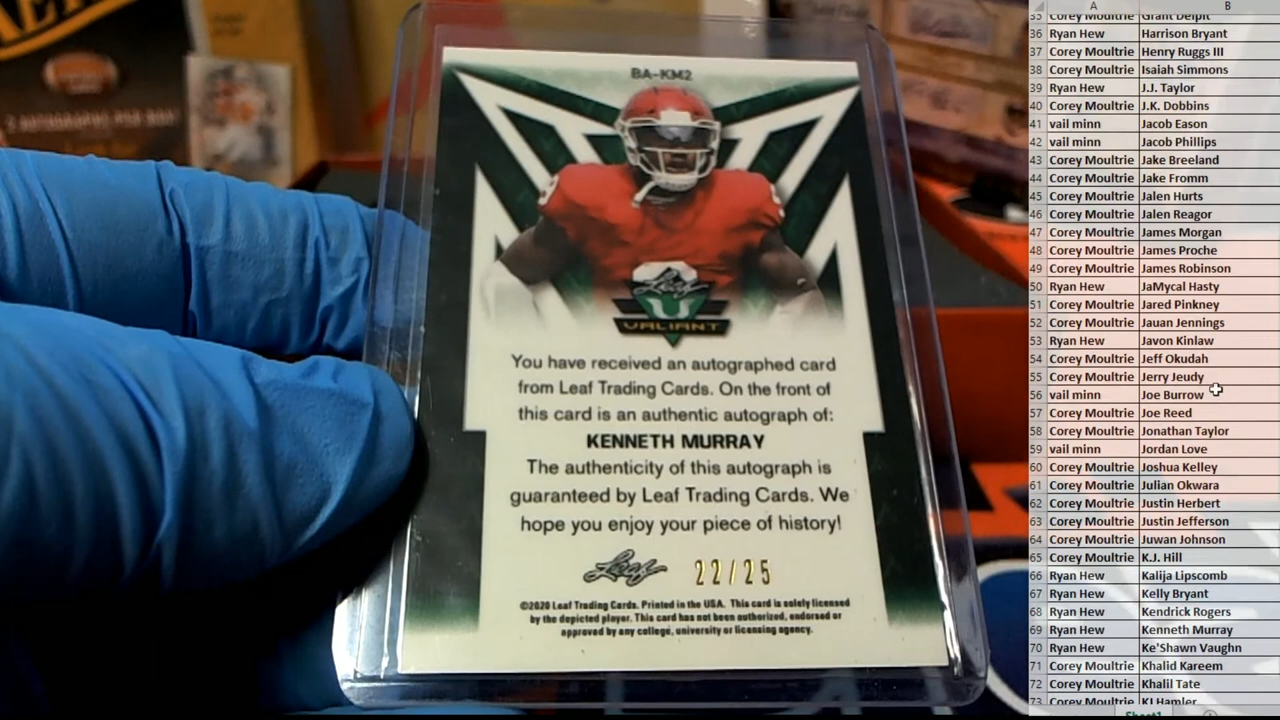 2 AUTOGRAPHS PER BOX!
BA-KM2
Leaf
VALIANT
You have received an autographed card
from Leaf Trading Cards. On the front of
this card is an authentic autograph of:
KENNETH MURRAY
The authenticity of this autograph is
guaranteed by Leaf Trading Cards. We
hope you enjoy your piece of history!
Leaf
22/25
©2020 Leaf Trading Cards. Printed in the USA. This card is solely licensed
by the depicted player. This card has not been authorized, endorsed or
approved by any college, university or licensing agency.
A B
35 Corey Moultrie Grant Delpit
36 Ryan Hew Harrison Bryant
37 Corey Moultrie Henry Ruggs III
38 Corey Moultrie Isaiah Simmons
39 Ryan Hew J.J. Taylor
40 Corey Moultrie J.K. Dobbins
41 vail minn Jacob Eason
42 vail minn Jacob Phillips
43 Corey Moultrie Jake Breeland
44 Corey Moultrie Jake Fromm
45 Corey Moultrie Jalen Hurts
46 Corey Moultrie Jalen Reagor
47 Corey Moultrie James Morgan
48 Corey Moultrie James Proche
49 Corey Moultrie James Robinson
50 Ryan Hew JaMycal Hasty
51 Corey Moultrie Jared Pinkney
52 Corey Moultrie Jauan Jennings
53 Ryan Hew Javon Kinlaw
54 Corey Moultrie Jeff Okudah
55 Corey Moultrie Jerry Jeudy
56 vail minn Joe Burrow
57 Corey Moultrie Joe Reed
58 Corey Moultrie Jonathan Taylor
59 vail minn Jordan Love
60 Corey Moultrie Joshua Kelley
61 Corey Moultrie Julian Okwara
62 Corey Moultrie Justin Herbert
63 Corey Moultrie Justin Jefferson
64 Corey Moultrie Juwan Johnson
65 Corey Moultrie K.J. Hill
66 Ryan Hew Kalija Lipscomb
67 Ryan Hew Kelly Bryant
68 Ryan Hew Kendrick Rogers
69 Ryan Hew Kenneth Murray
70 Ryan Hew Ke'Shawn Vaughn
71 Corey Moultrie Khalid Kareem
72 Corey Moultrie Khalil Tate
73 Corey Moultrie KJ Hamler
Sheet1